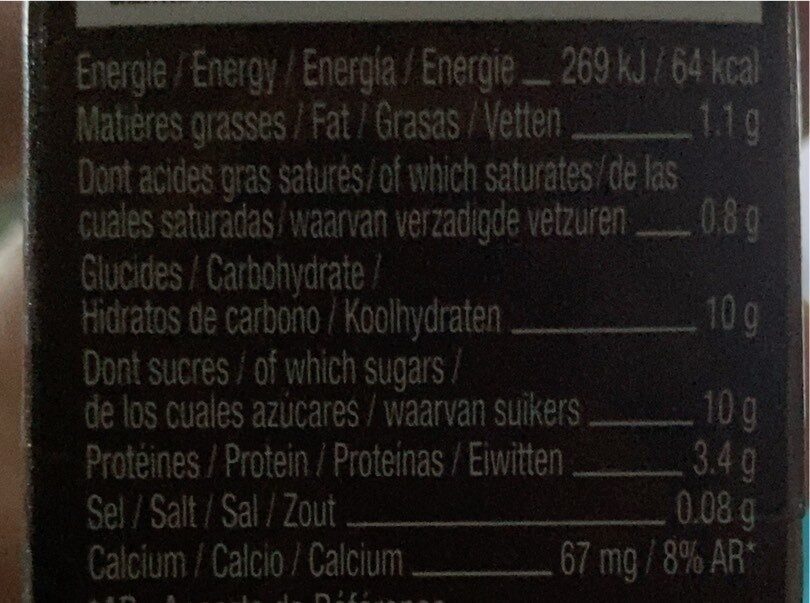 Energie / Energy / Energía / Energie 269 kJ / 64 kcal
Matières grasses / Fat / Grasas / Vetten 1.1 g
Dont acides gras saturés / of which saturates / de las
cuales saturadas / waarvan verzadigde vetzuren 0.8 g
Glucides / Carbohydrate /
Hidratos de carbono / Koolhydraten 10 g
Dont sucres / of which sugars /
de los cuales azúcares / waarvan suikers 10 g
Protéines / Protein / Proteínas / Eiwitten 3.4 g
Sel / Salt / Sal / Zout 0.08 g
Calcium / Calcio / Calcium 67 mg / 8% AR*